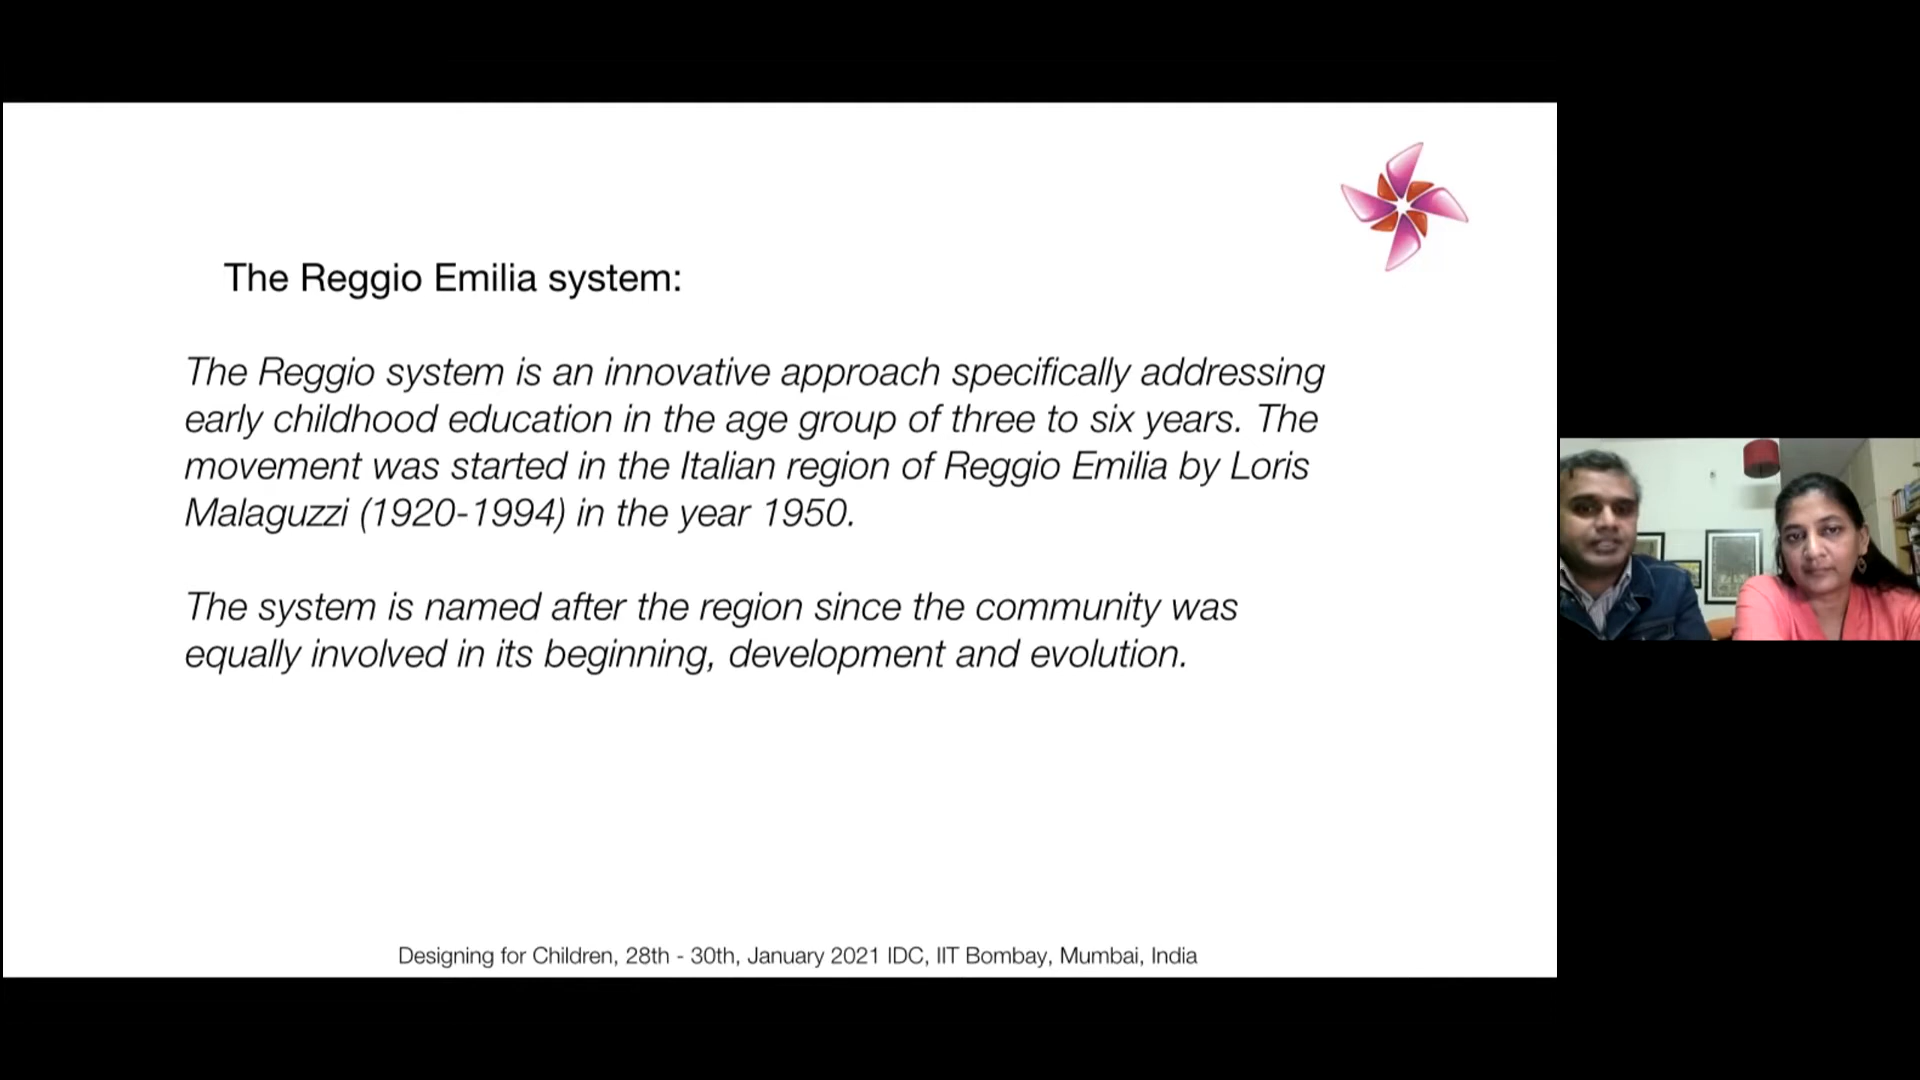 The Reggio Emilia system:
The Reggio system is an innovative approach specifically addressing
early childhood education in the age group of three to six years. The
movement was started in the Italian region of Reggio Emilia by Loris
Malaguzzi (1920-1994) in the year 1950.
The system is named after the region since the community was
equally involved in its beginning, development and evolution.
Designing for Children, 28th - 30th, January 2021 IDC, IIT Bombay, Mumbai, India